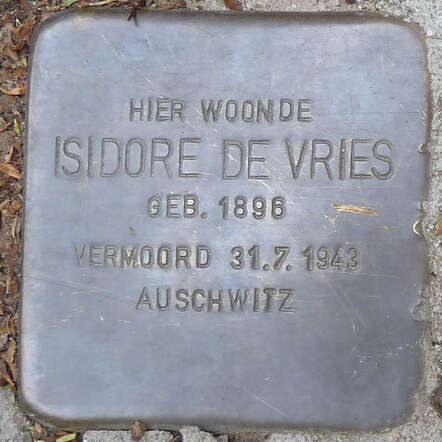 HIER WOONDE
ISIDORE DE VRIES
GEB. 1896
VERMOORD 31.7.1943
AUSCHWITZ